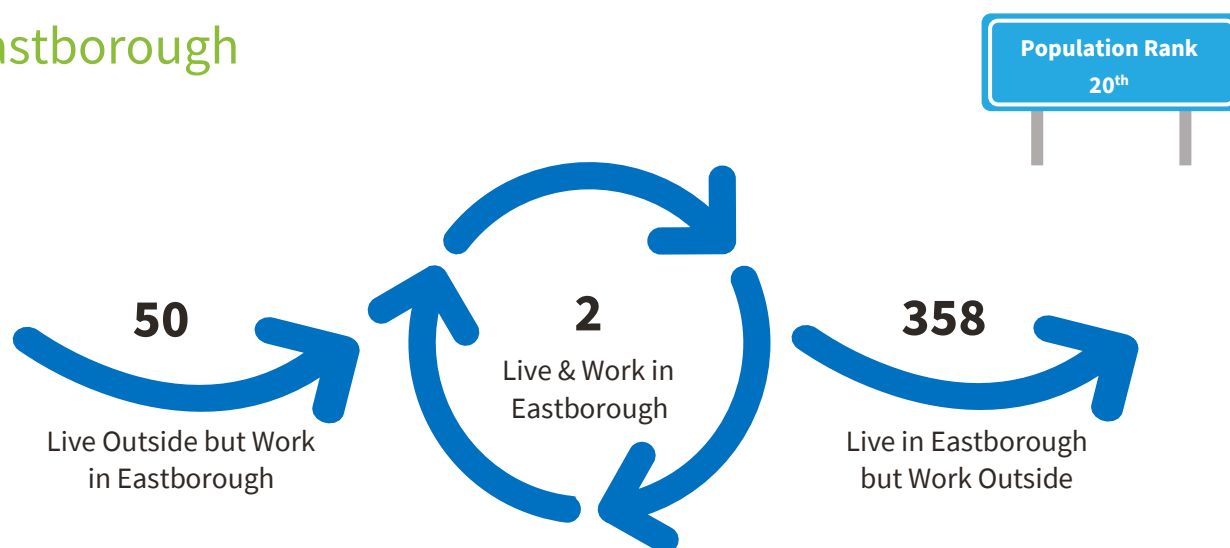 astborough
Population Rank
20th
50
Live Outside but Work
in Eastborough
2
Live & Work in
Eastborough
358
Live in Eastborough
but Work Outside